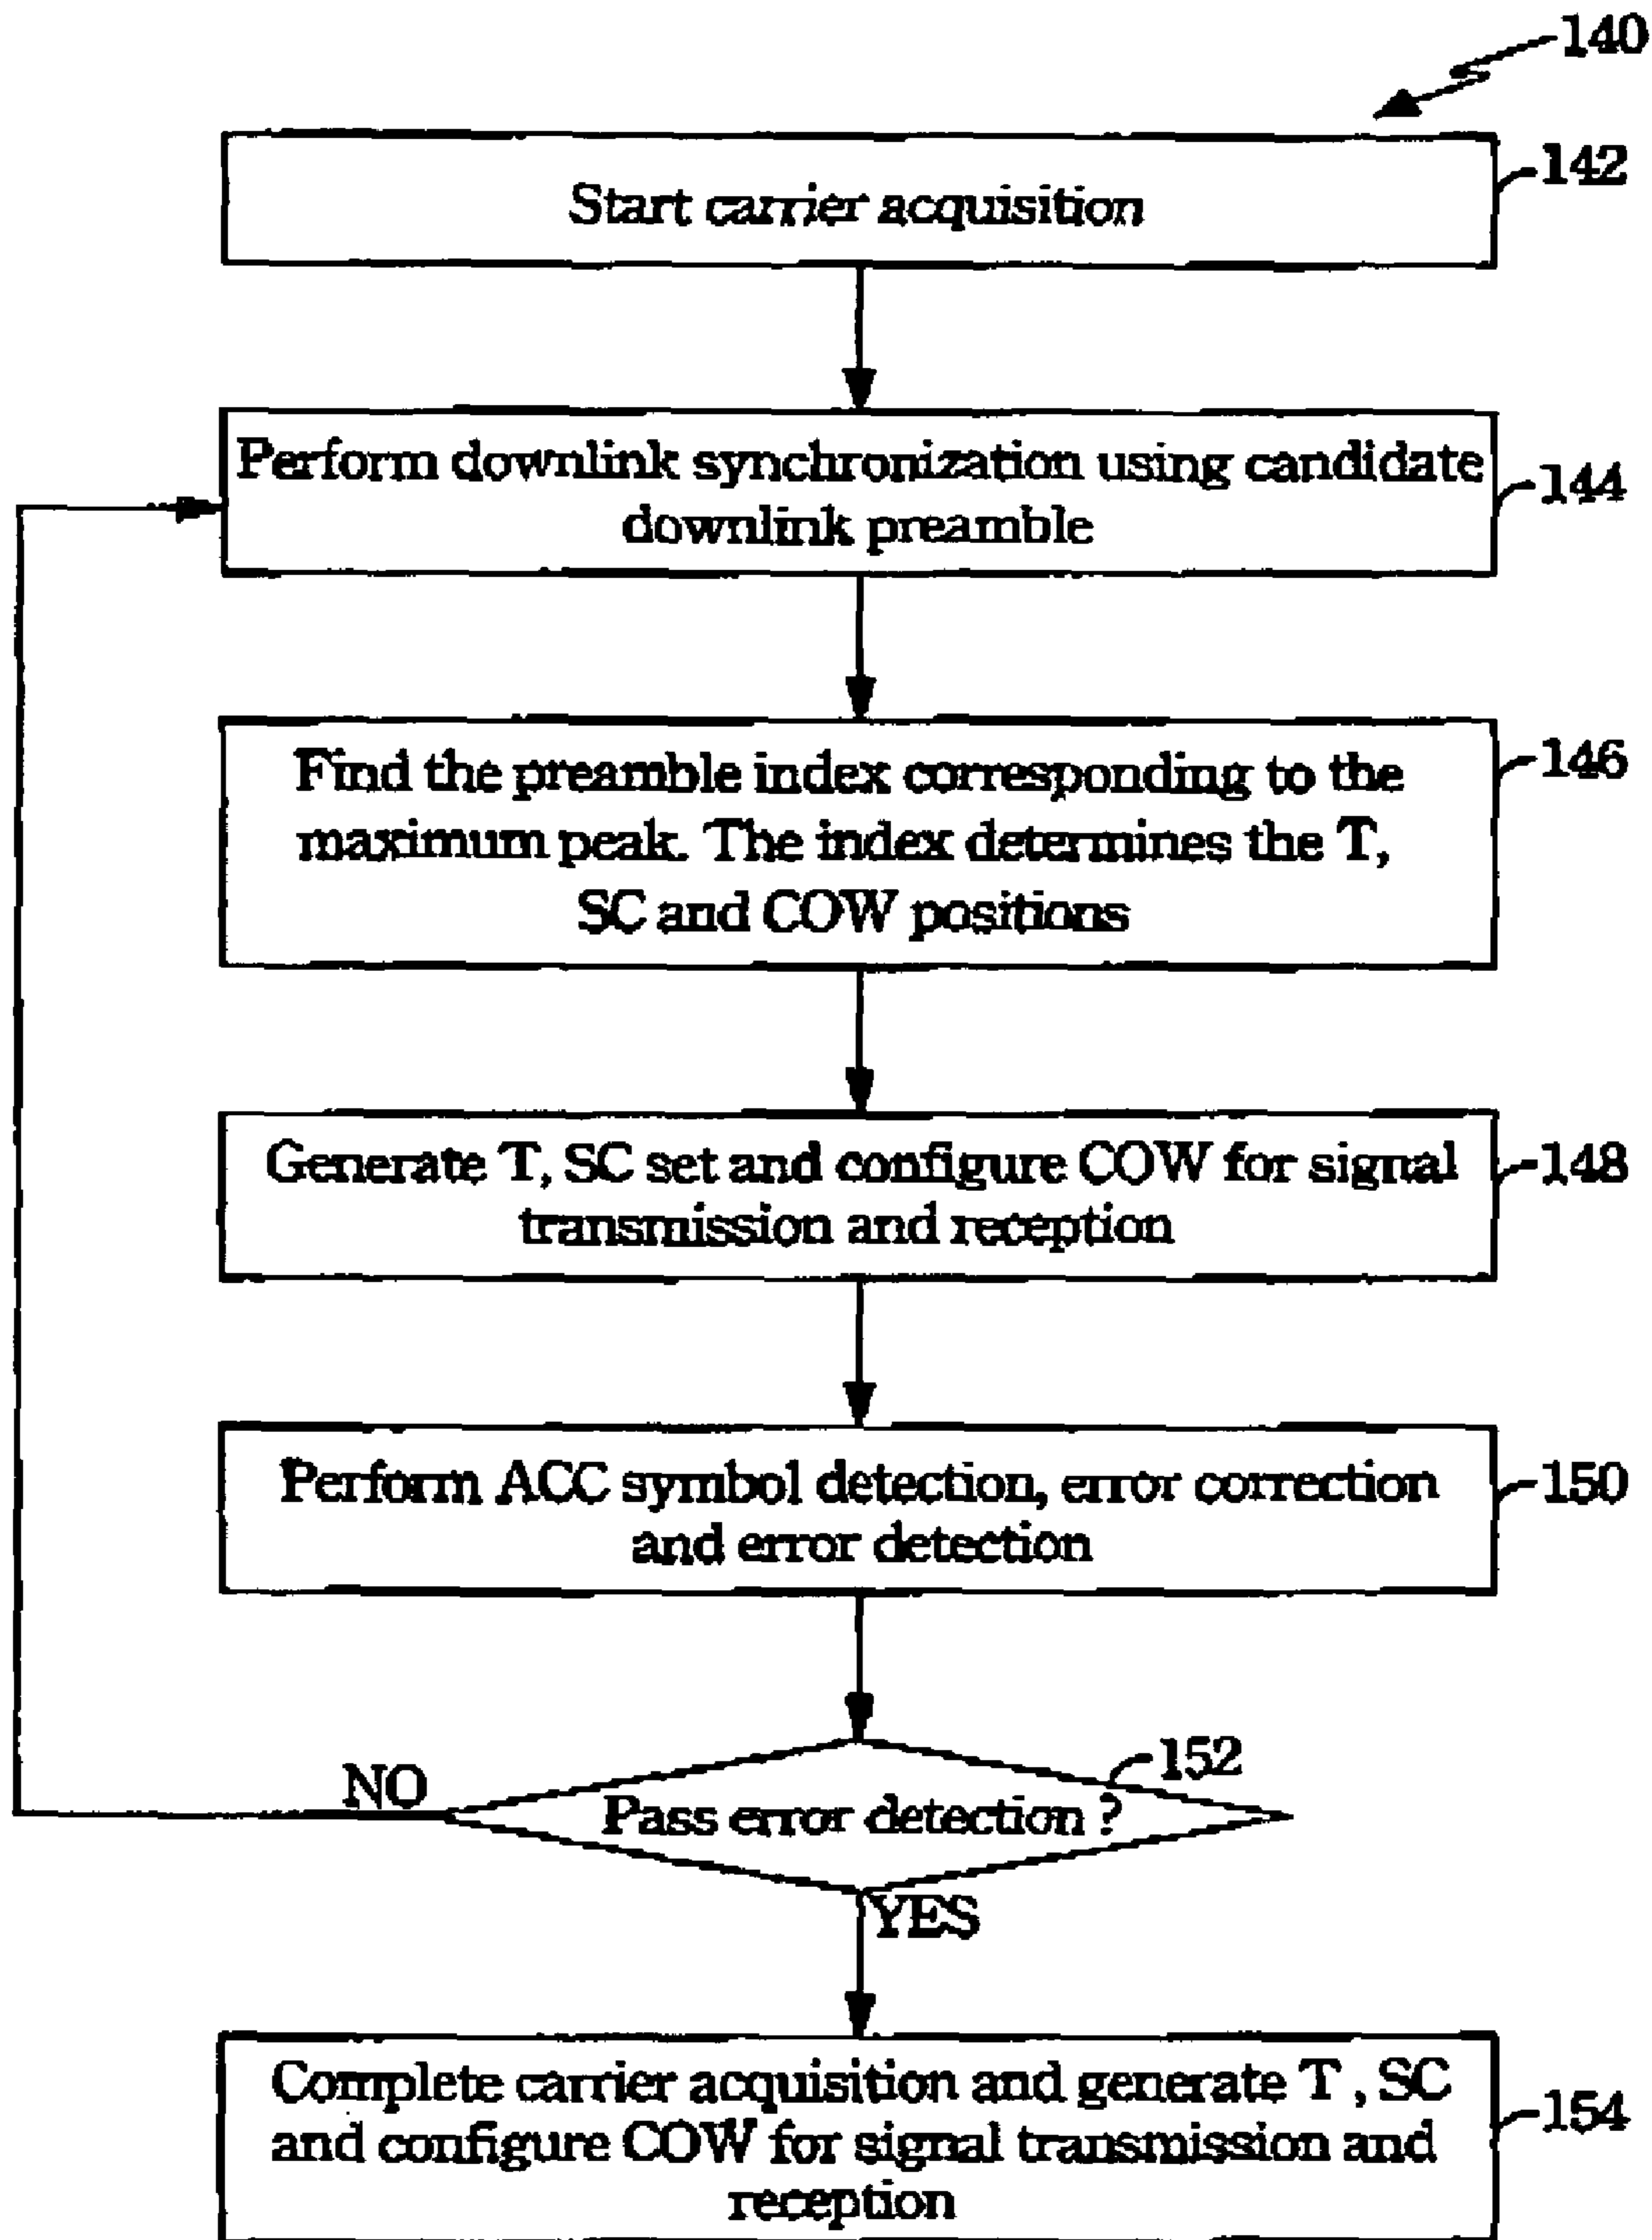 140
142
Start carrier acquisition
Perform downlink synchronization using candidate
downlink preamble
144
Find the preamble index corresponding to the
maximum peak. The index determines the T,
SC and COW positions
146
Generate T, SC set and configure COW for signal
transmission and reception
148
Perform ACC symbol detection, error correction
and error detection
150
152
NO
Pass error detection ?
YES
Complete carrier acquisition and generate T , SC
and configure COW for signal transmission and
reception
154